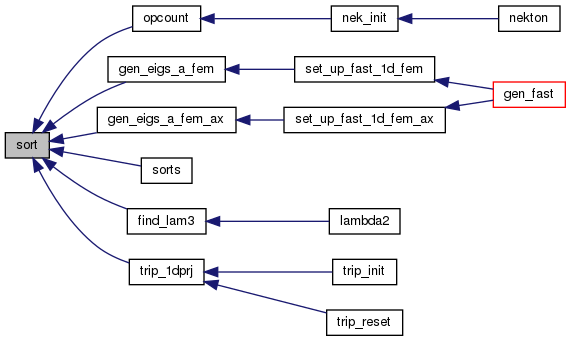 opcount
nek_init
nekton
gen_eigs_a_fem
set_up_fast_1d_fem
gen_fast
gen_eigs_a_fem_ax
set_up_fast_1d_fem_ax
sort
sorts
find_lam3
lambda2
trip_1dprj
trip_init
trip_reset